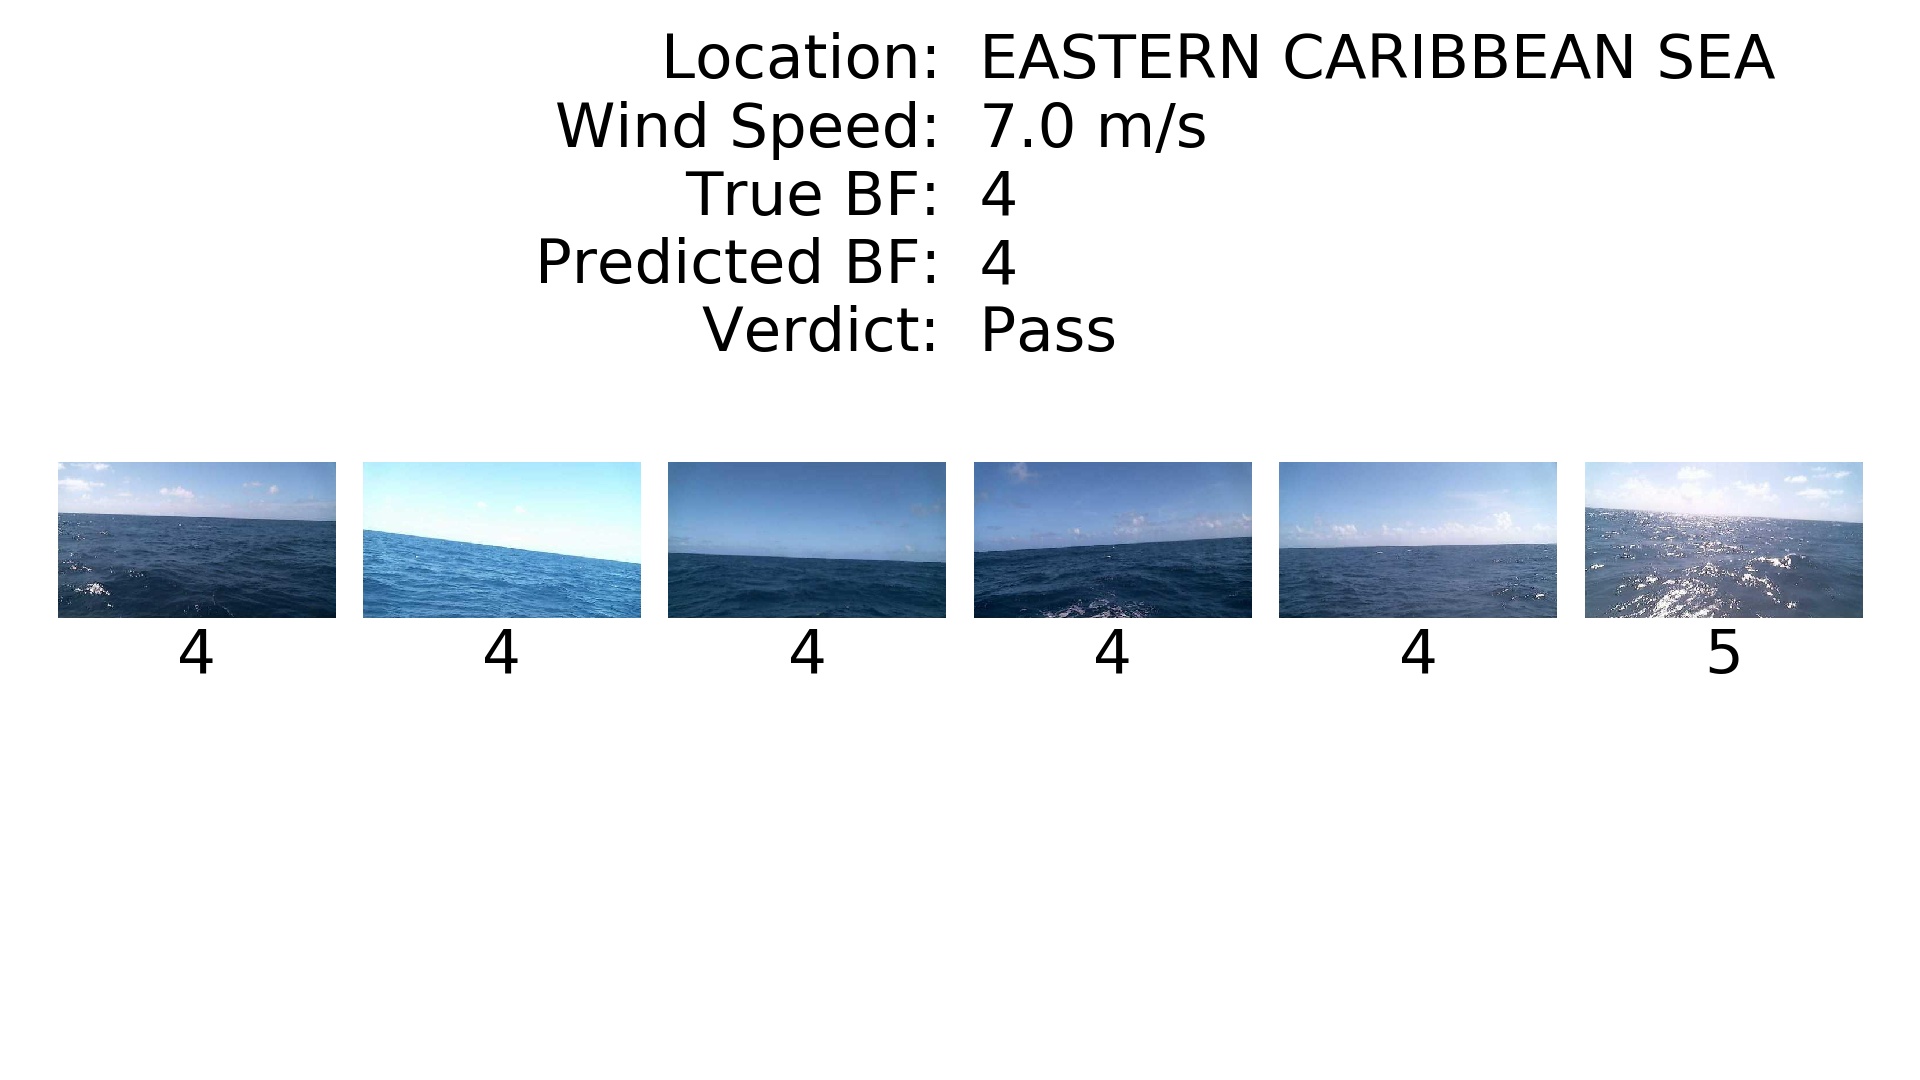 Location: EASTERN CARIBBEAN SEA
Wind Speed: 7.0 m/s
True BF: 4
Predicted BF: 4
Verdict: Pass
4 4 4 4 4 5